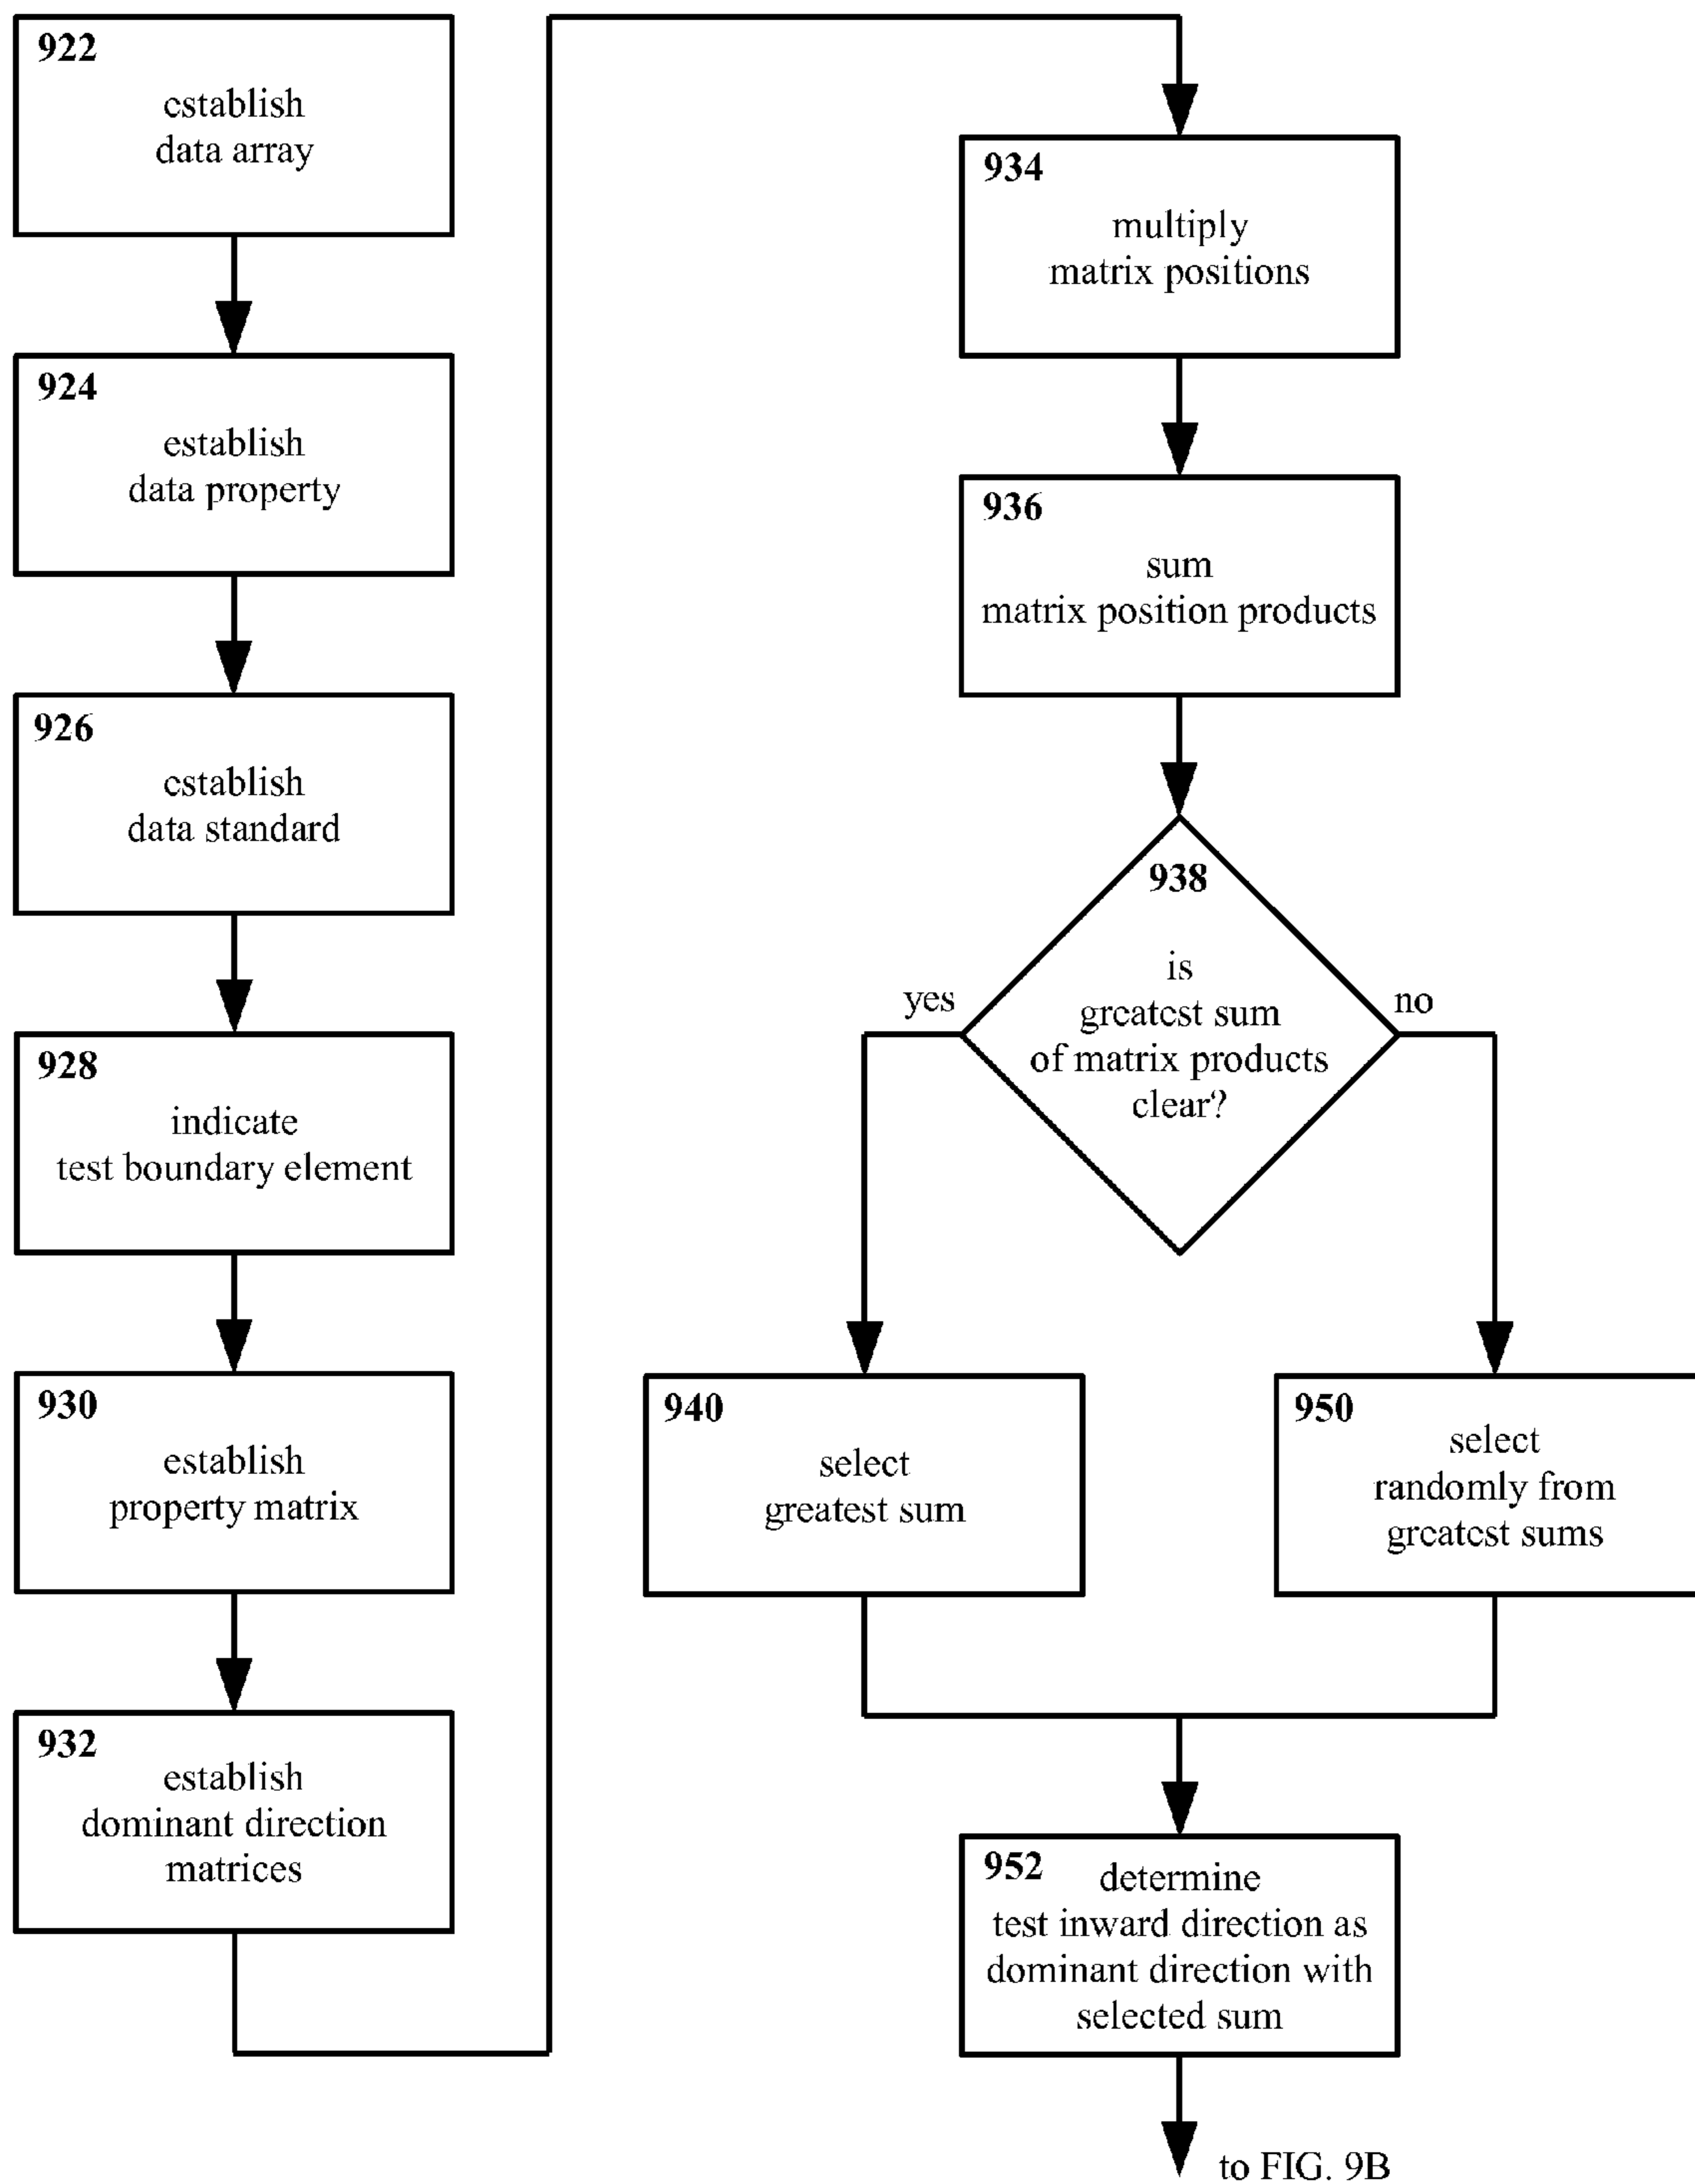 922
establish
data array
924
establish
data property
926
establish
data standard
928
indicate
test boundary element
930
establish
property matrix
932
establish
dominant direction
matrices
934
multiply
matrix positions
936
sum
matrix position products
938
is
greatest sum
of matrix products
clear?
yes
no
940
select
greatest sum
950
select
randomly from
greatest sums
952
determine
test inward direction as
dominant direction with
selected sum
to FIG. 9B